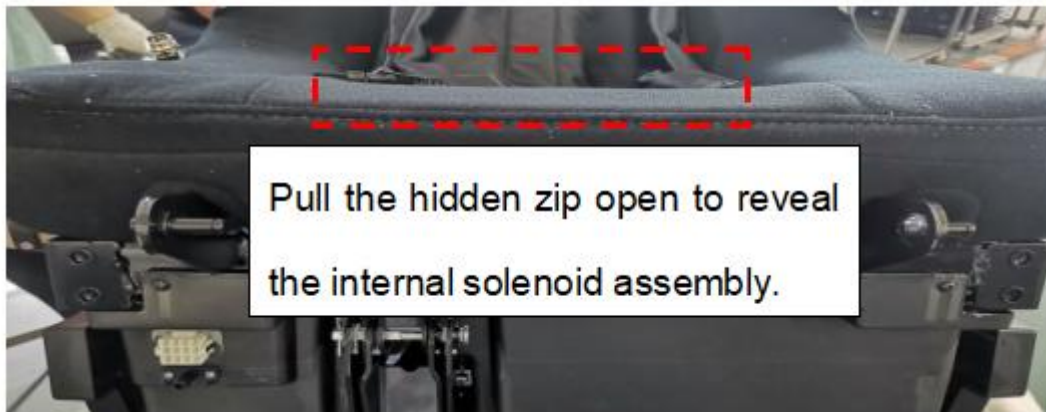 Pull the hidden zip open to reveal
the internal solenoid assembly.